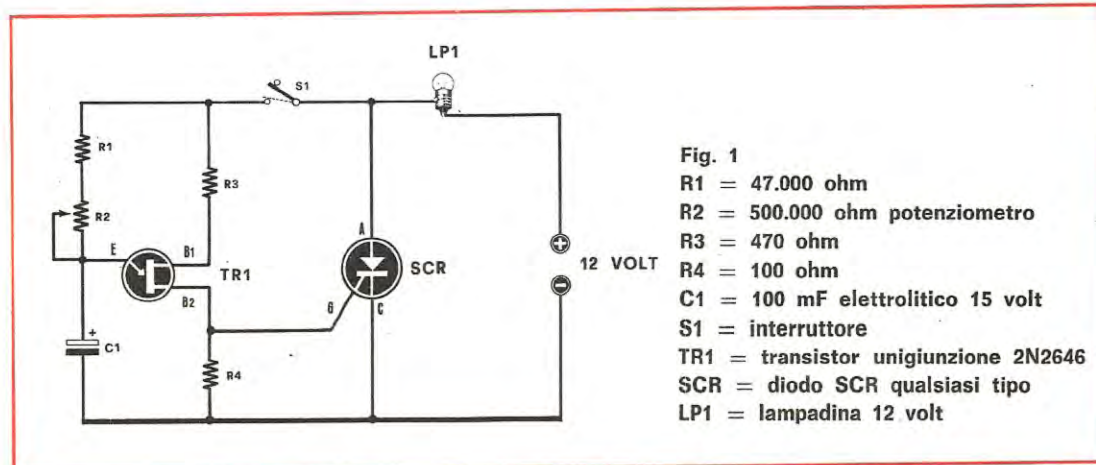 LP1
S1
R1
R3
R2
E
B1
A
TR1
SCR
12 VOLT
B2
G
C
+
C1
R4
Fig. 1
R1 = 47.000 ohm
R2 = 500.000 ohm potenziometro
R3 = 470 ohm
R4 = 100 ohm
C1 = 100 mF elettrolitico 15 volt
S1 = interruttore
TR1 = transistor unigiunzione 2N2646
SCR = diodo SCR qualsiasi tipo
LP1 = lampadina 12 volt